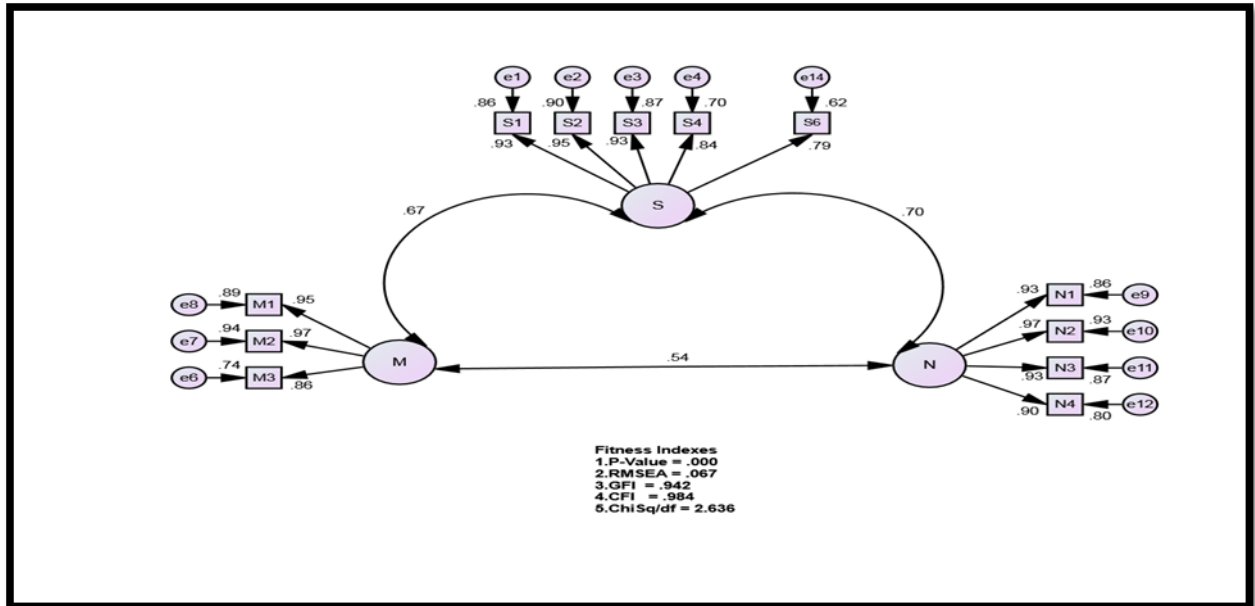 e1 e2 e3 e4 e14
.86 .90 .87 .70 .62
S1 S2 S3 S4 S6
.93 .95 .93 .84 .79
S
.67 .70
e8 .89 M1 .95
e7 .94 M2 .97
e6 .74 M3 .86
M
.54
N
.93 N1 .86 e9
.97 N2 .93 e10
.93 N3 .87 e11
.90 N4 .80 e12
Fitness Indexes
1.P-Value = .000
2.RMSEA = .067
3.GFI = .942
4.CFI = .984
5.ChiSq/df = 2.636